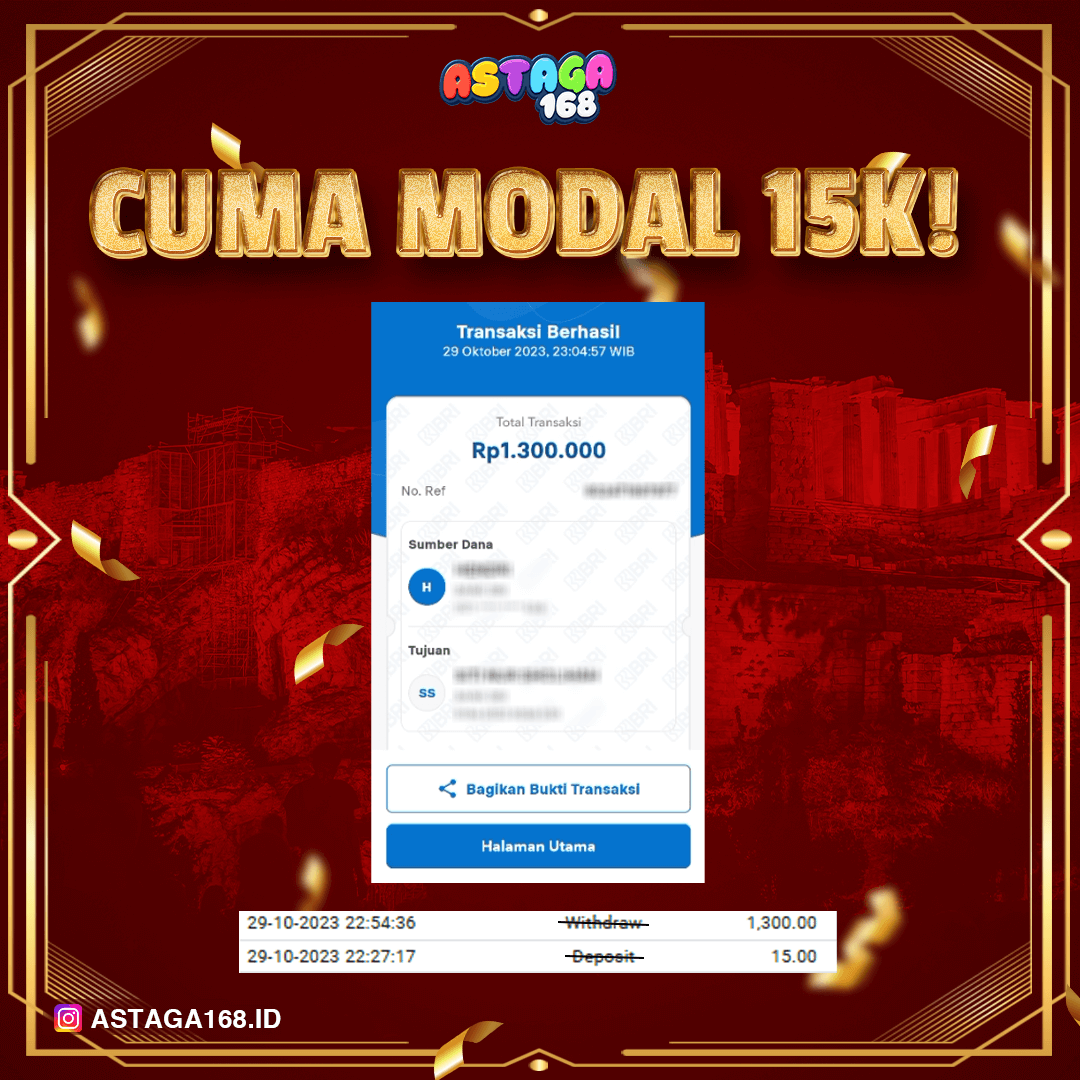 ASTAGA
168
CUMA MODAL 15K!
Transaksi Berhasil
29 Oktober 2023, 23:04:57 WIB
Total Transaksi
Rp1.300.000
No. Ref
Sumber Dana
H
Tujuan
SS
Bagikan Bukti Transaksi
Halaman Utama
29-10-2023 22:54:36 Withdraw 1,300.00
29-10-2023 22:27:17 Deposit 15.00
ASTAGA168.ID